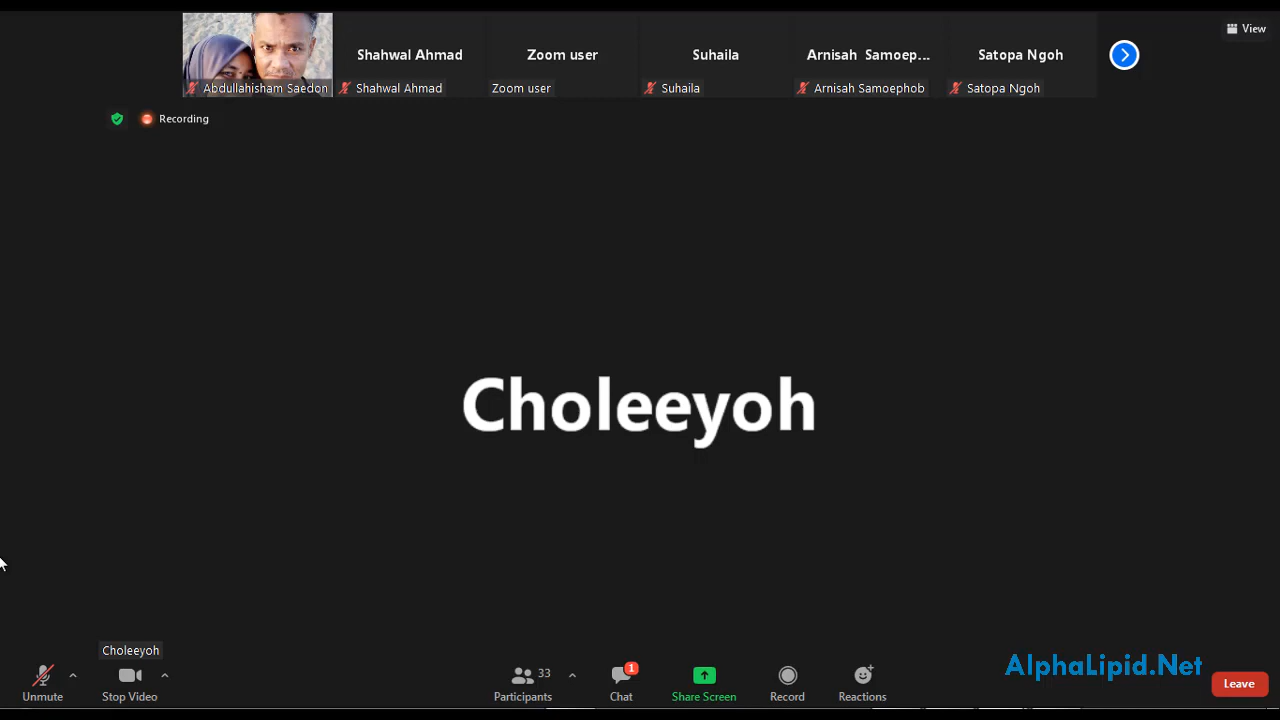 Shahwal Ahmad
Zoom user
Suhaila
Arnisah Samoep...
Satopa Ngoh
View
Abdullahisham Saedon
Shahwal Ahmad
Zoom user
Suhaila
Arnisah Samoephob
Satopa Ngoh
Recording
Choleeyoh
Choleeyoh
Unmute
Stop Video
33
Participants
1
Chat
Share Screen
Record
Reactions
AlphaLipid.Net
Leave